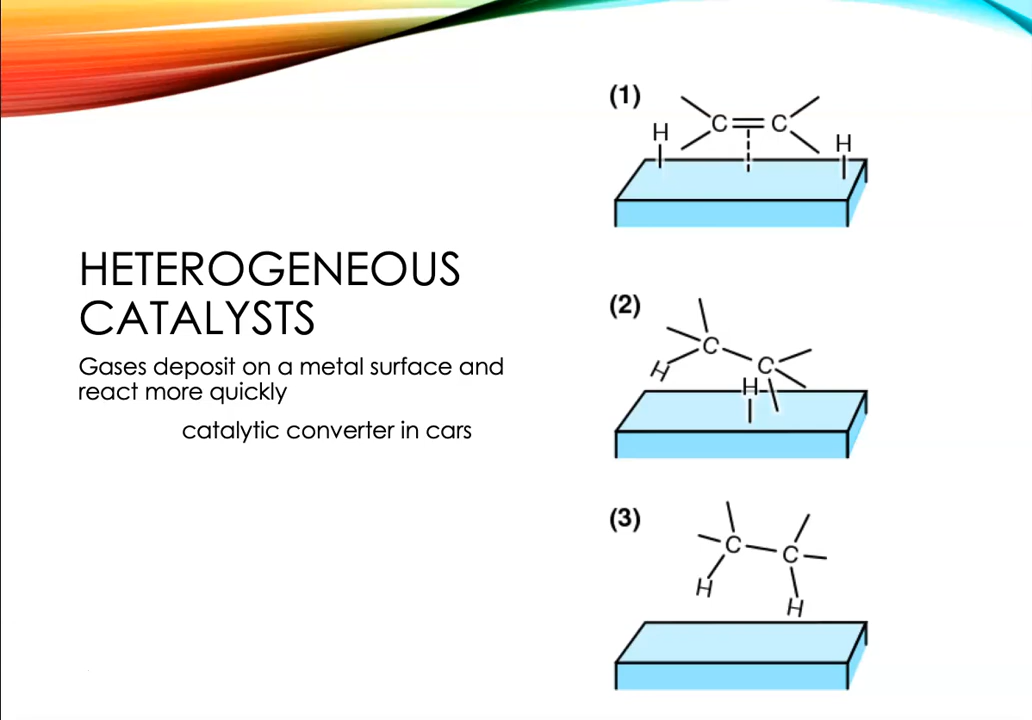 HETEROGENEOUS
CATALYSTS
Gases deposit on a metal surface and
react more quickly
catalytic converter in cars
(1)
H C C H
(2)
C
H C
H
(3)
C C
H
H